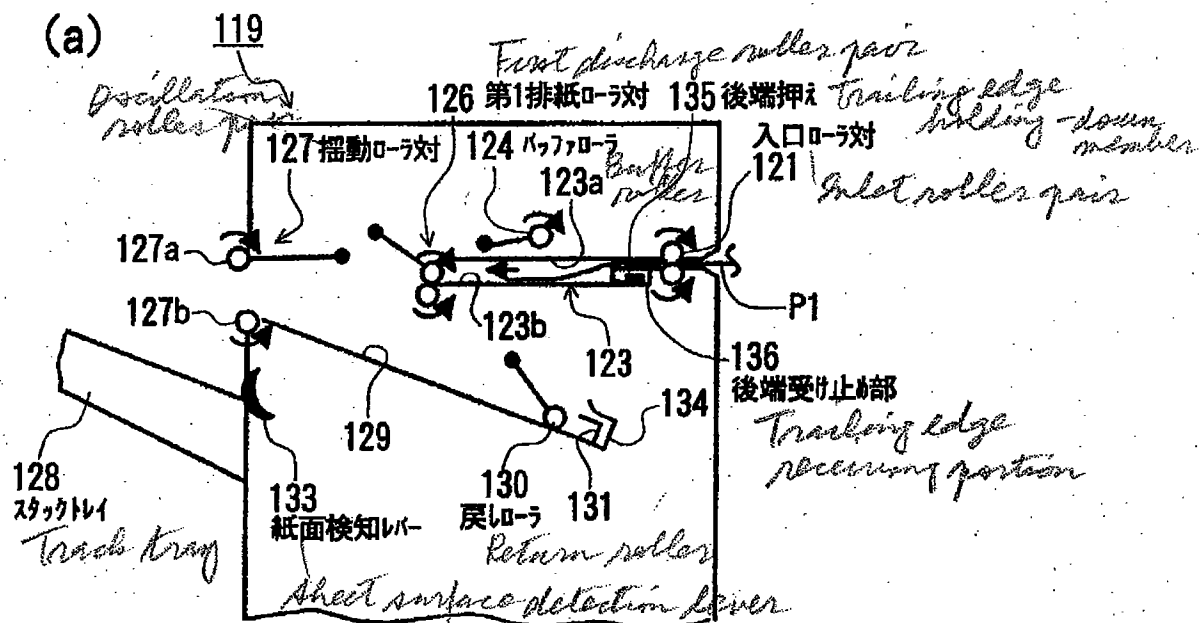 (a)
119
First discharge roller pair
Oscillation
roller pair
126 第1排紙ローラ対
135 後端押え
Trailing edge
holding-down
member
127 揺動ローラ対
124 バッファローラ
Buffer
roller
入口ローラ対
121
Inlet roller pair
123a
127a
127b
123b
123
P1
136
後端受け止め部
Trailing edge
receiving portion
134
129
128
スタックトレイ
133
紙面検知レバー
130
戻しローラ
131
Return roller
Track tray
Sheet surface detection lever